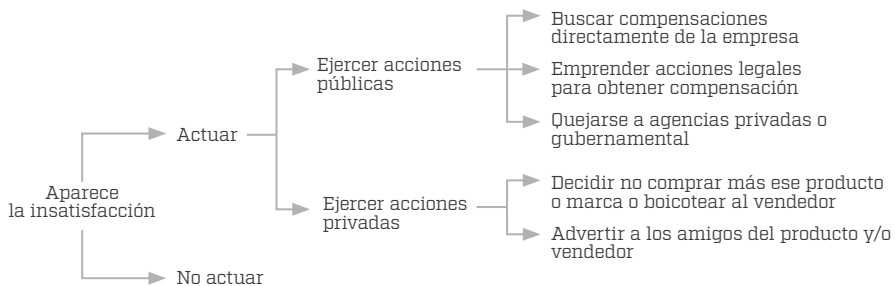 Aparece
la insatisfacción
Actuar
No actuar
Ejercer acciones
públicas
Ejercer acciones
privadas
Buscar compensaciones
directamente de la empresa
Emprender acciones legales
para obtener compensación
Quejarse a agencias privadas o
gubernamental
Decidir no comprar más ese producto
o marca o boicotear al vendedor
Advertir a los amigos del producto y/o
vendedor